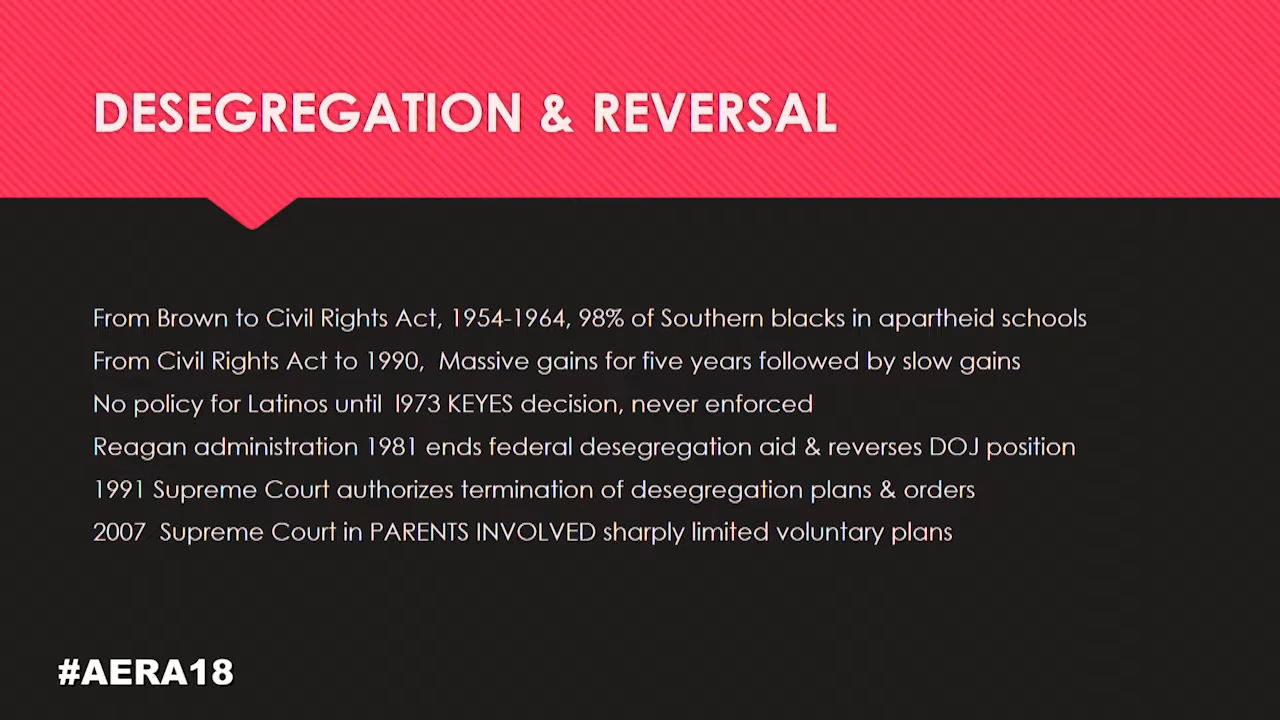 DESEGREGATION & REVERSAL
From Brown to Civil Rights Act, 1954-1964, 98% of Southern blacks in apartheid schools
From Civil Rights Act to 1990,  Massive gains for five years followed by slow gains
No policy for Latinos until  I973 KEYES decision, never enforced
Reagan administration 1981 ends federal desegregation aid & reverses DOJ position
1991 Supreme Court authorizes termination of desegregation plans & orders
2007  Supreme Court in PARENTS INVOLVED sharply limited voluntary plans
#AERA18